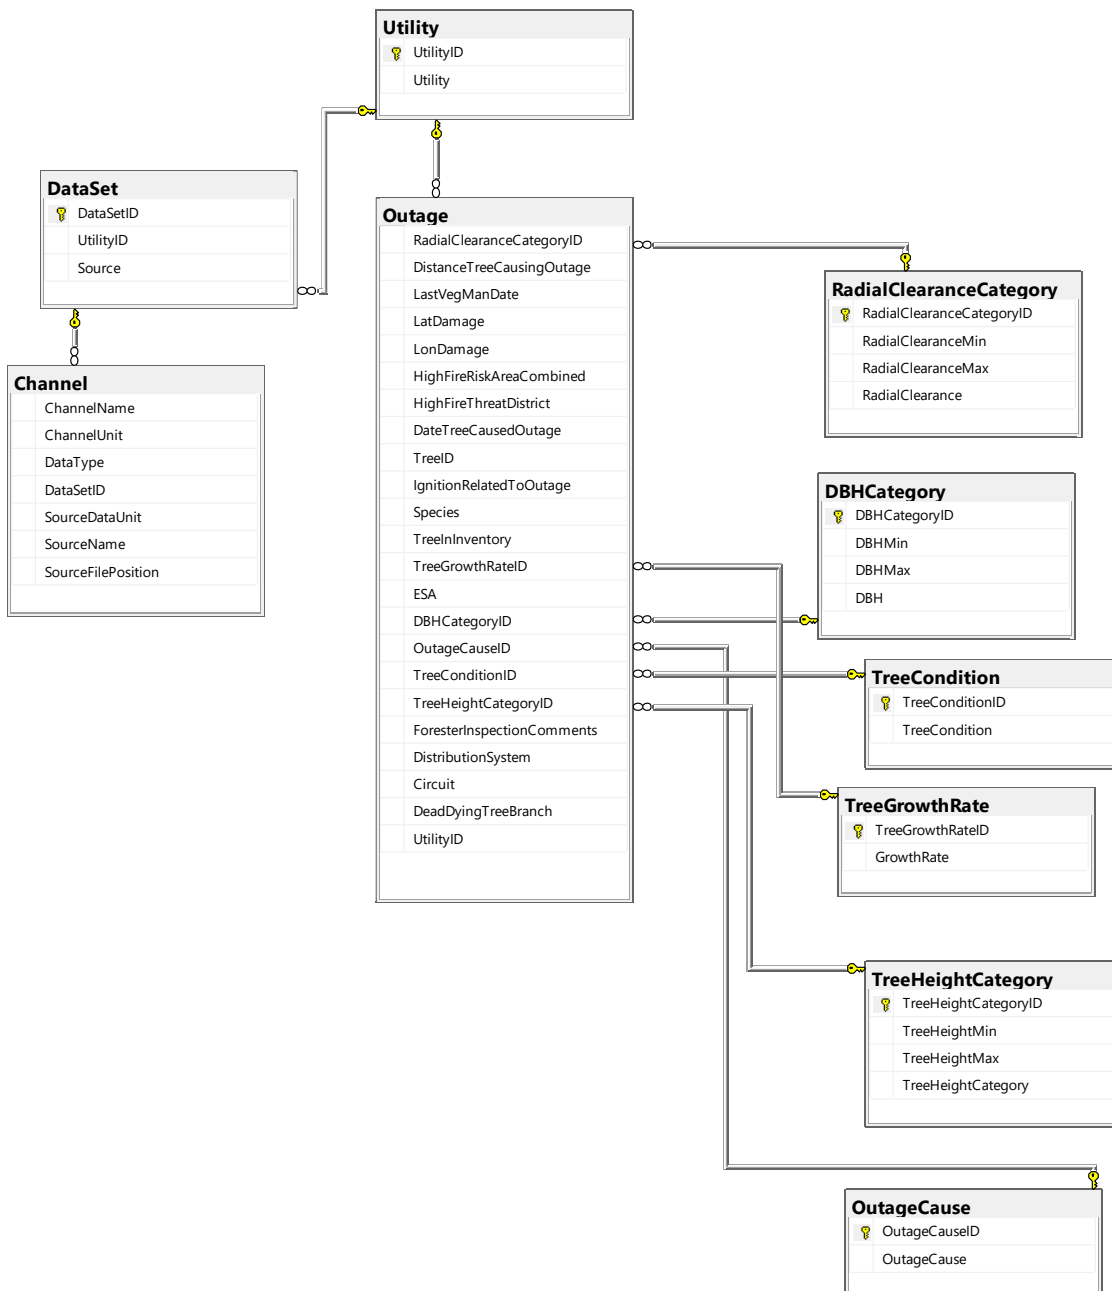 Utility
UtilityID
Utility
DataSet
DataSetID
UtilityID
Source
Channel
ChannelName
ChannelUnit
DataType
DataSetID
SourceDataUnit
SourceName
SourceFilePosition
Outage
RadialClearanceCategoryID
DistanceTreeCausingOutage
LastVegManDate
LatDamage
LonDamage
HighFireRiskAreaCombined
HighFireThreatDistrict
DateTreeCausedOutage
TreeID
IgnitionRelatedToOutage
Species
TreeInInventory
TreeGrowthRateID
ESA
DBHCategoryID
OutageCauseID
TreeConditionID
TreeHeightCategoryID
ForesterInspectionComments
DistributionSystem
Circuit
DeadDyingTreeBranch
UtilityID
RadialClearanceCategory
RadialClearanceCategoryID
RadialClearanceMin
RadialClearanceMax
RadialClearance
DBHCategory
DBHCategoryID
DBHMin
DBHMax
DBH
TreeCondition
TreeConditionID
TreeCondition
TreeGrowthRate
TreeGrowthRateID
GrowthRate
TreeHeightCategory
TreeHeightCategoryID
TreeHeightMin
TreeHeightMax
TreeHeightCategory
OutageCause
OutageCauseID
OutageCause